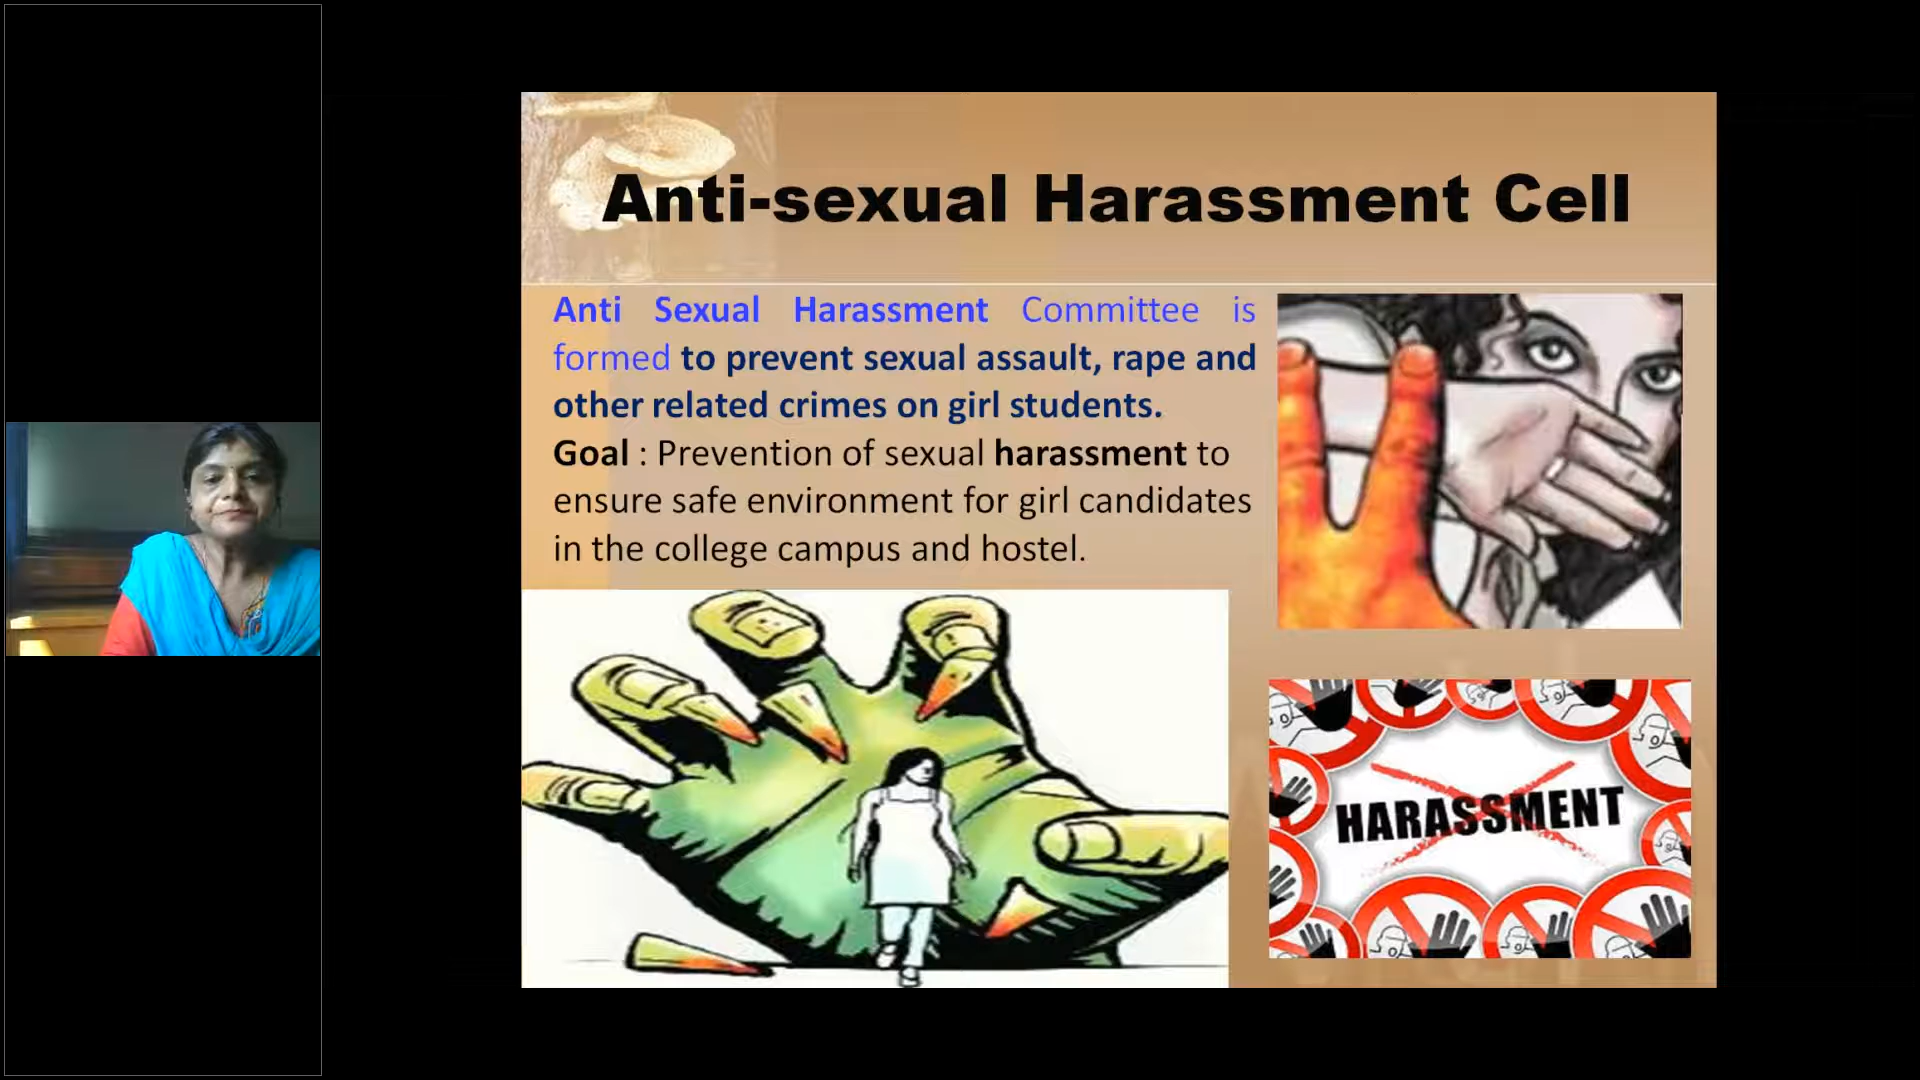 Anti-sexual Harassment Cell
Anti Sexual Harassment Committee is
formed to prevent sexual assault, rape and
other related crimes on girl students.
Goal : Prevention of sexual harassment to
ensure safe environment for girl candidates
in the college campus and hostel.
HARASSMENT